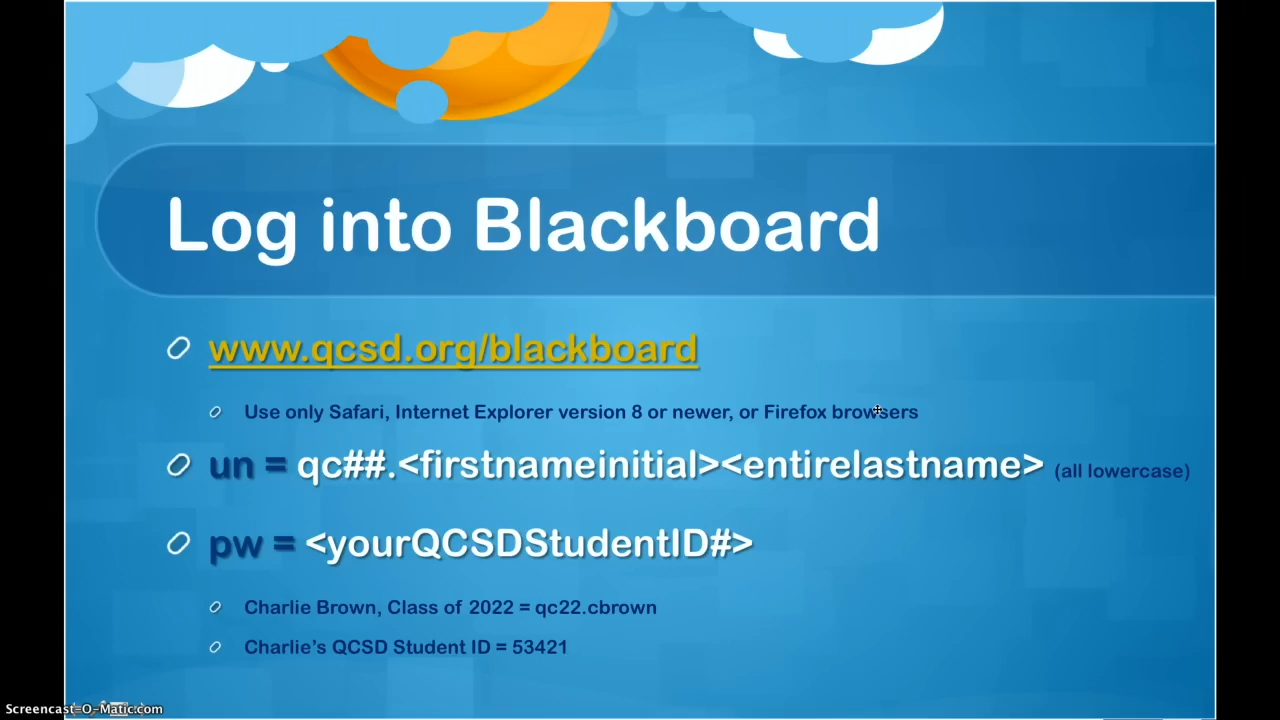 Log into Blackboard
www.qcsd.org/blackboard
Use only Safari, Internet Explorer version 8 or newer, or Firefox browsers
un = qc##.<firstnameinitial><entirelastname> (all lowercase)
pw = <yourQCSDStudentID#>
Charlie Brown, Class of 2022 = qc22.cbrown
Charlie's QCSD Student ID = 53421
Screencast-O-Matic.com